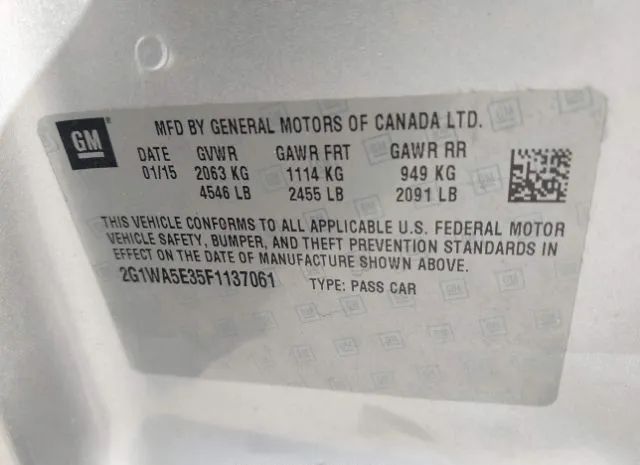 GM
MFD BY GENERAL MOTORS OF CANADA LTD.
DATE GVWR GAWR FRT GAWR RR
01/15 2063 KG 1114 KG 949 KG
4546 LB 2455 LB 2091 LB
THIS VEHICLE CONFORMS TO ALL APPLICABLE U.S. FEDERAL MOTOR
VEHICLE SAFETY, BUMPER, AND THEFT PREVENTION STANDARDS IN
EFFECT ON THE DATE OF MANUFACTURE SHOWN ABOVE.
2G1WA5E35F1137061 TYPE: PASS CAR